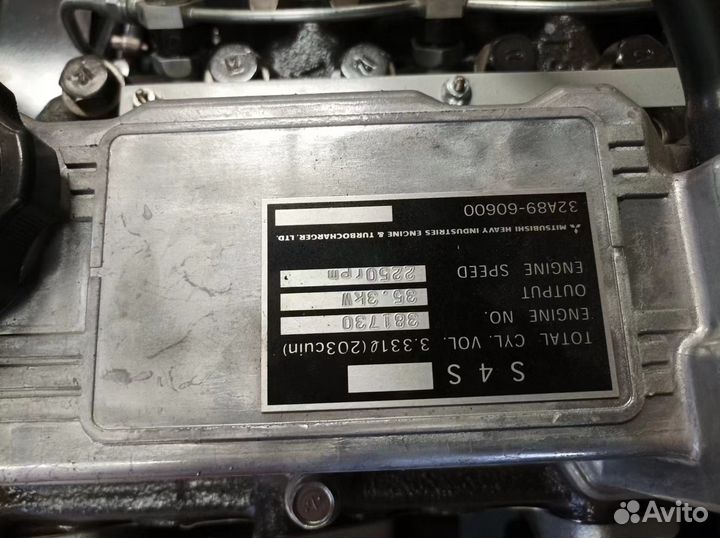 S4S
TOTAL CYL. VOL. 3.331ℓ(203cuin)
ENGINE NO. 381730
OUTPUT 35.3kW
ENGINE SPEED 2250rpm
MITSUBISHI HEAVY INDUSTRIES ENGINE & TURBOCHARGER, LTD.
32A89-60600
Avito